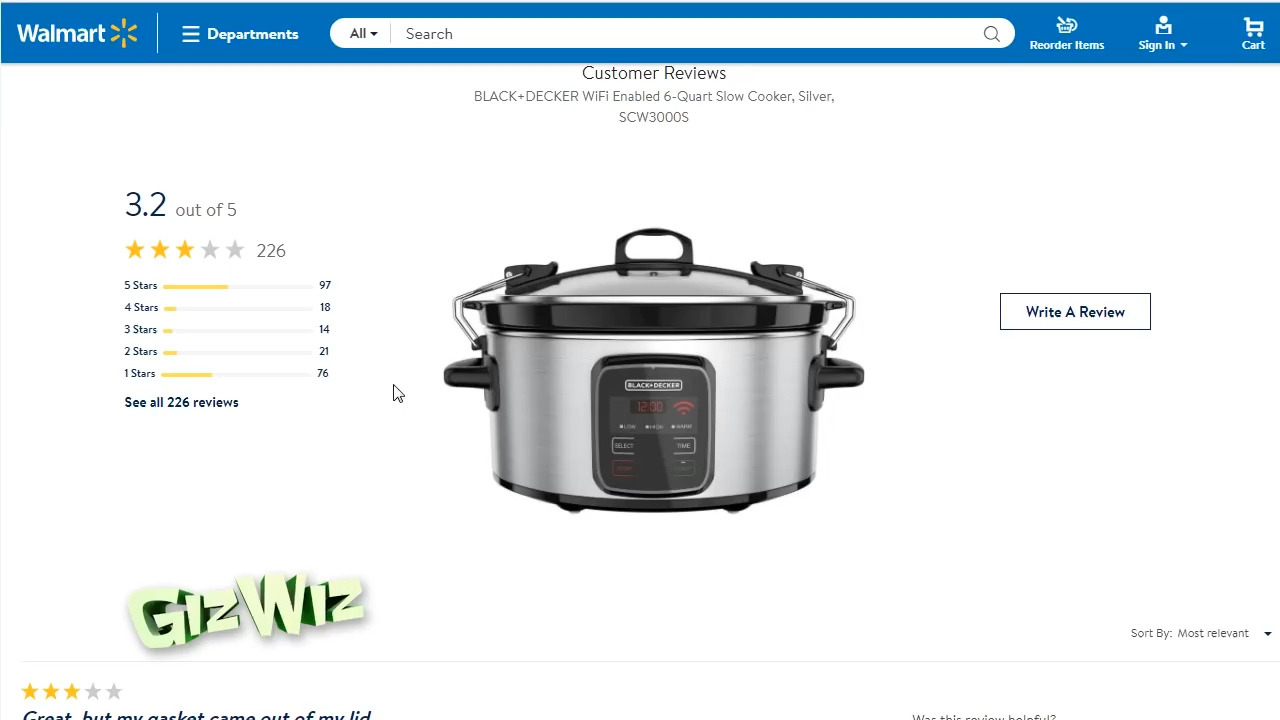 Walmart
Departments
All
Search
Reorder Items
Sign In
Cart
Customer Reviews
BLACK+DECKER WiFi Enabled 6-Quart Slow Cooker, Silver,
SCW3000S
3.2 out of 5
226
5 Stars 97
4 Stars 18
3 Stars 14
2 Stars 21
1 Stars 76
See all 226 reviews
Write A Review
BLACK+DECKER
12:00
LOW HIGH WARM
SELECT TIME
GIZWIZ
Sort By: Most relevant
Great, but my gasket came out of my lid
Was this review helpful?